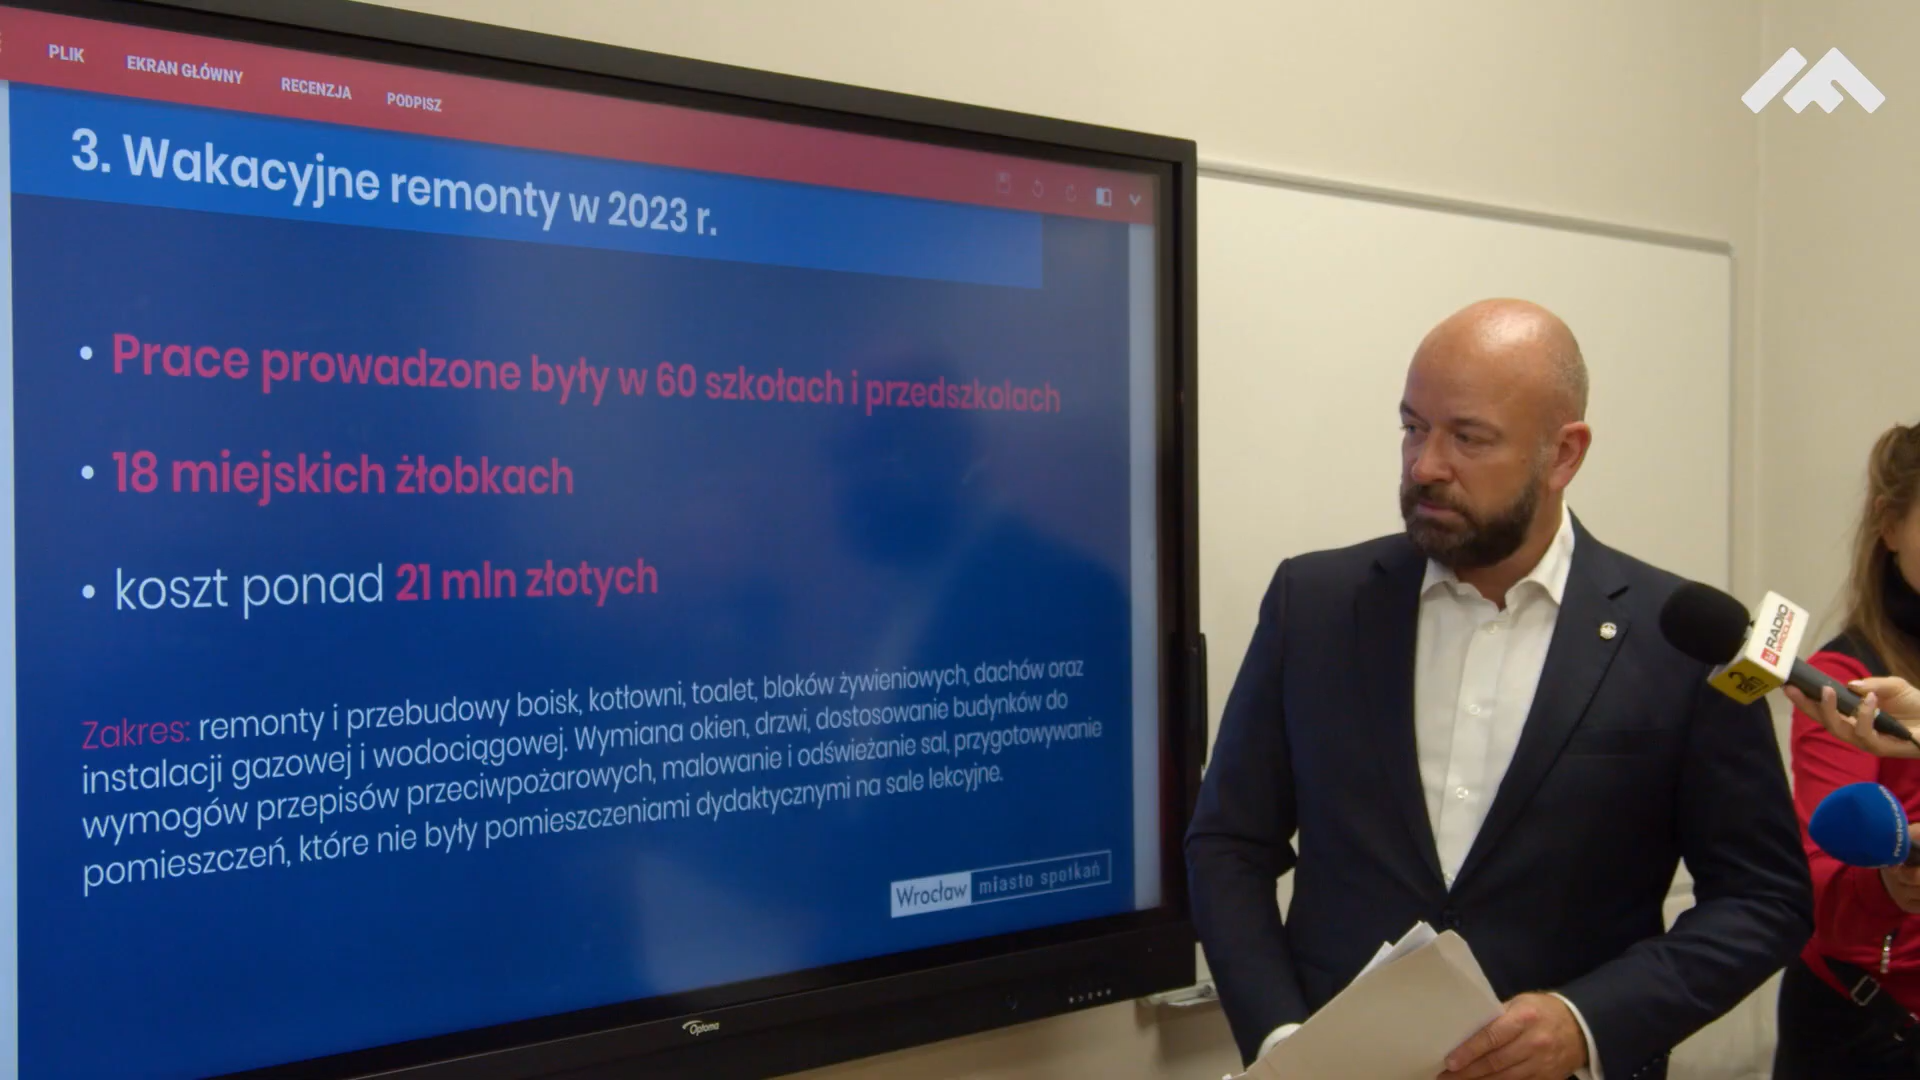 PLIK EKRAN GŁÓWNY RECENZJA PODPISZ
3. Wakacyjne remonty w 2023 r.
• Prace prowadzone były w 60 szkołach i przedszkolach
• 18 miejskich żłobkach
• koszt ponad 21 mln złotych
Zakres: remonty i przebudowy boisk, kotłowni, toalet, bloków żywieniowych, dachów oraz
instalacji gazowej i wodociągowej. Wymiana okien, drzwi, dostosowanie budynków do
wymogów przepisów przeciwpożarowych, malowanie i odświeżanie sal, przygotowywanie
pomieszczeń, które nie były pomieszczeniami dydaktycznymi na sale lekcyjne.
Wrocław miasto spotkań
Optoma
RADIO
WROCŁAW